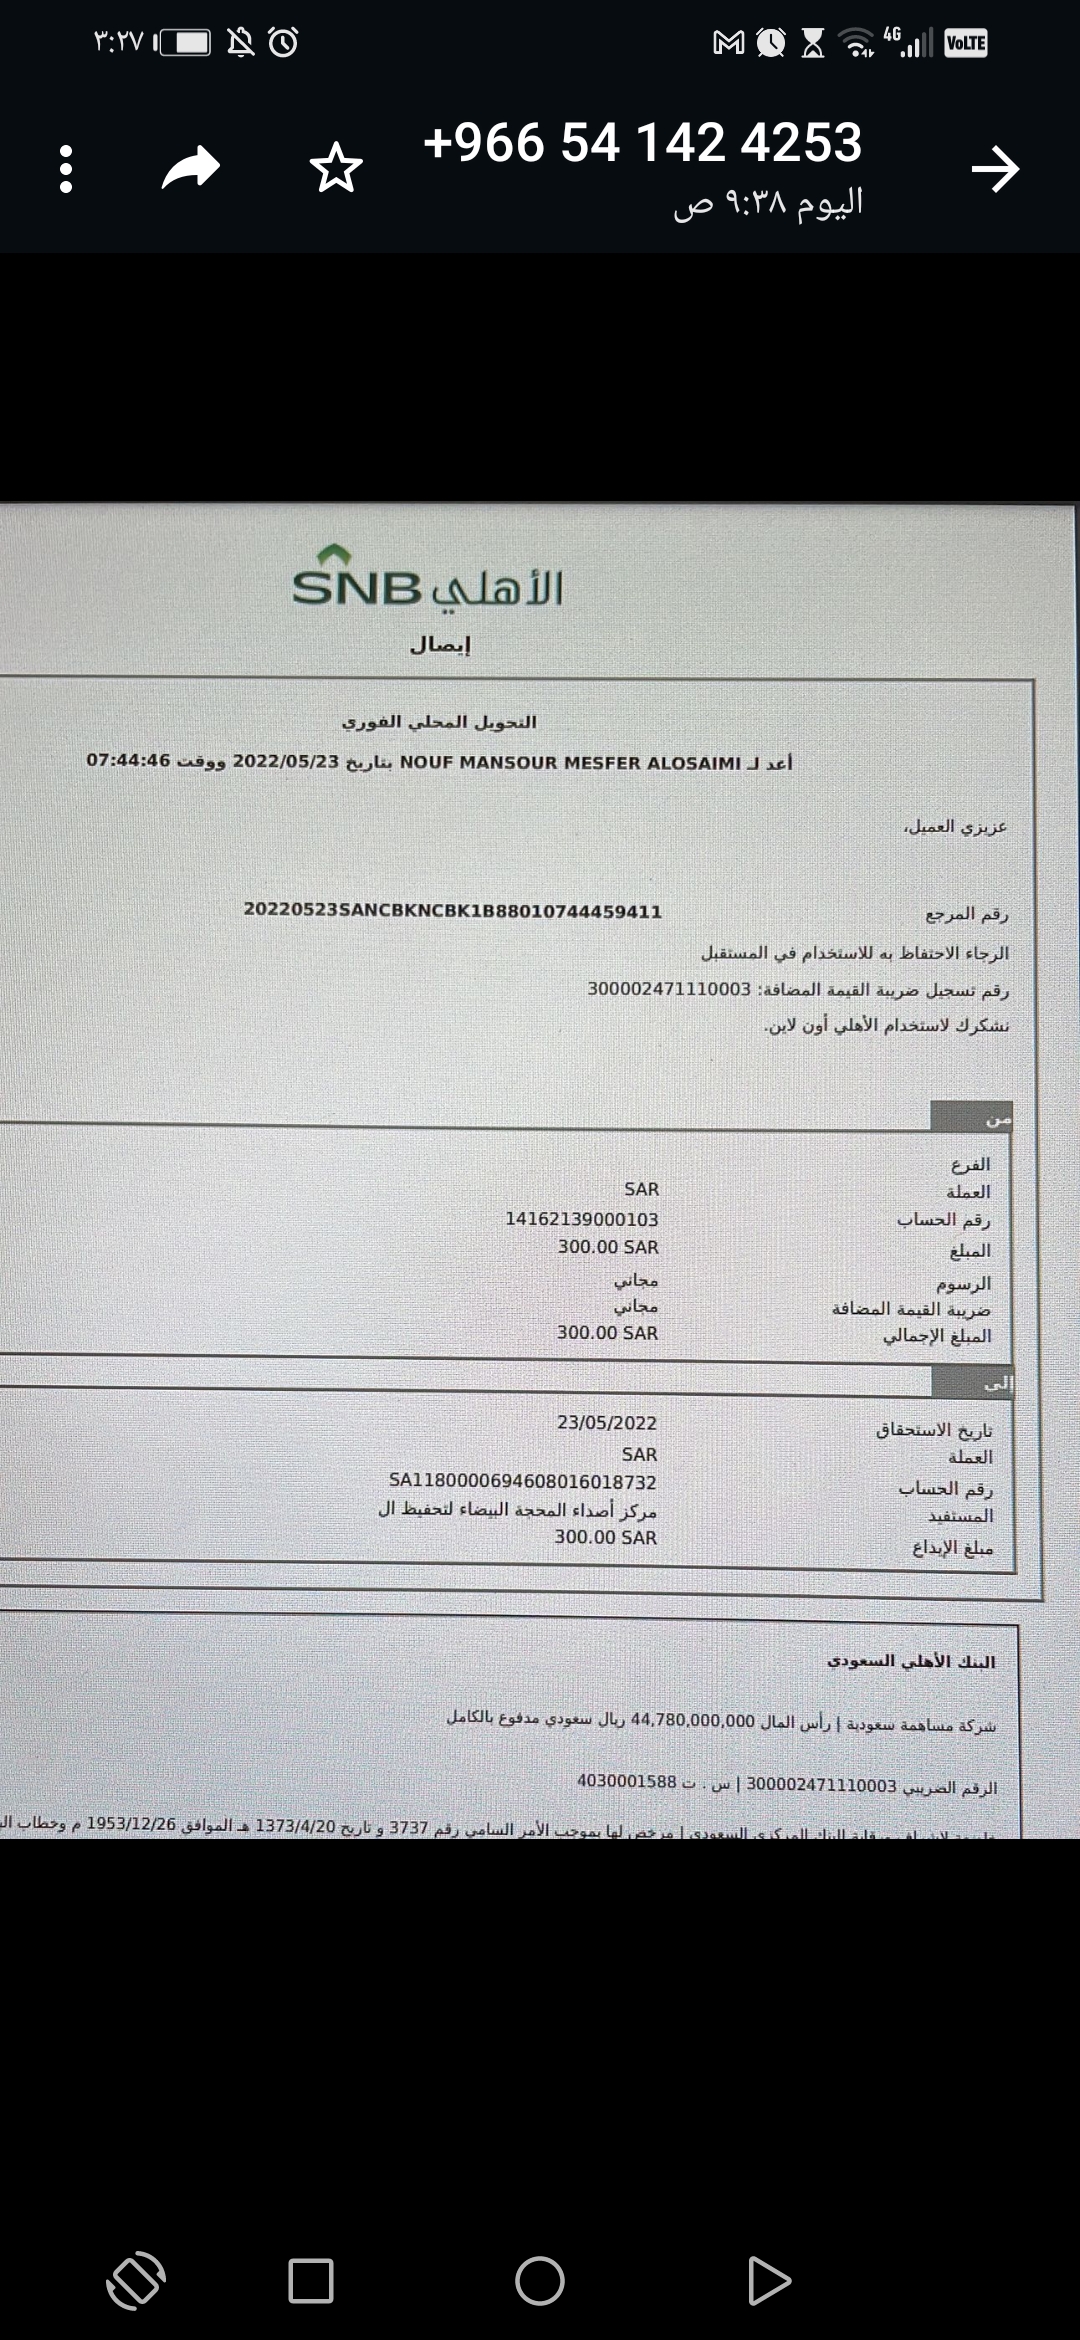 ٣:٢٧
4G VoLTE
+966 54 142 4253
اليوم ٩:٣٨ ص
SNB الأهلي
إيصال
التحويل المحلي الفوري
أعد لـ NOUF MANSOUR MESFER ALOSAIMI بتاريخ 2022/05/23 ووقت 07:44:46
عزيزي العميل،
رقم المرجع 20220523SANCBKNCBK1B88010744459411
الرجاء الاحتفاظ به للاستخدام في المستقبل
رقم تسجيل ضريبة القيمة المضافة: 300002471110003
نشكرك لاستخدام الأهلي أون لاين.
من
الفرع
العملة SAR
رقم الحساب 14162139000103
المبلغ 300.00 SAR
الرسوم مجاني
ضريبة القيمة المضافة مجاني
المبلغ الإجمالي 300.00 SAR
إلى
تاريخ الاستحقاق 23/05/2022
العملة SAR
رقم الحساب SA1180000694608016018732
المستفيد مركز أصداء المحجة البيضاء لتحفيظ ال
مبلغ الإيداع 300.00 SAR
البنك الأهلي السعودي
شركة مساهمة سعودية | رأس المال 44,780,000,000 ريال سعودي مدفوع بالكامل
الرقم الضريبي 300002471110003 | س . ت 4030001588
البنك المركزي السعودي | مرخص لها بموجب الأمر السامي رقم 3737 و تاريخ 1373/4/20 هـ الموافق 1953/12/26 م وخطاب